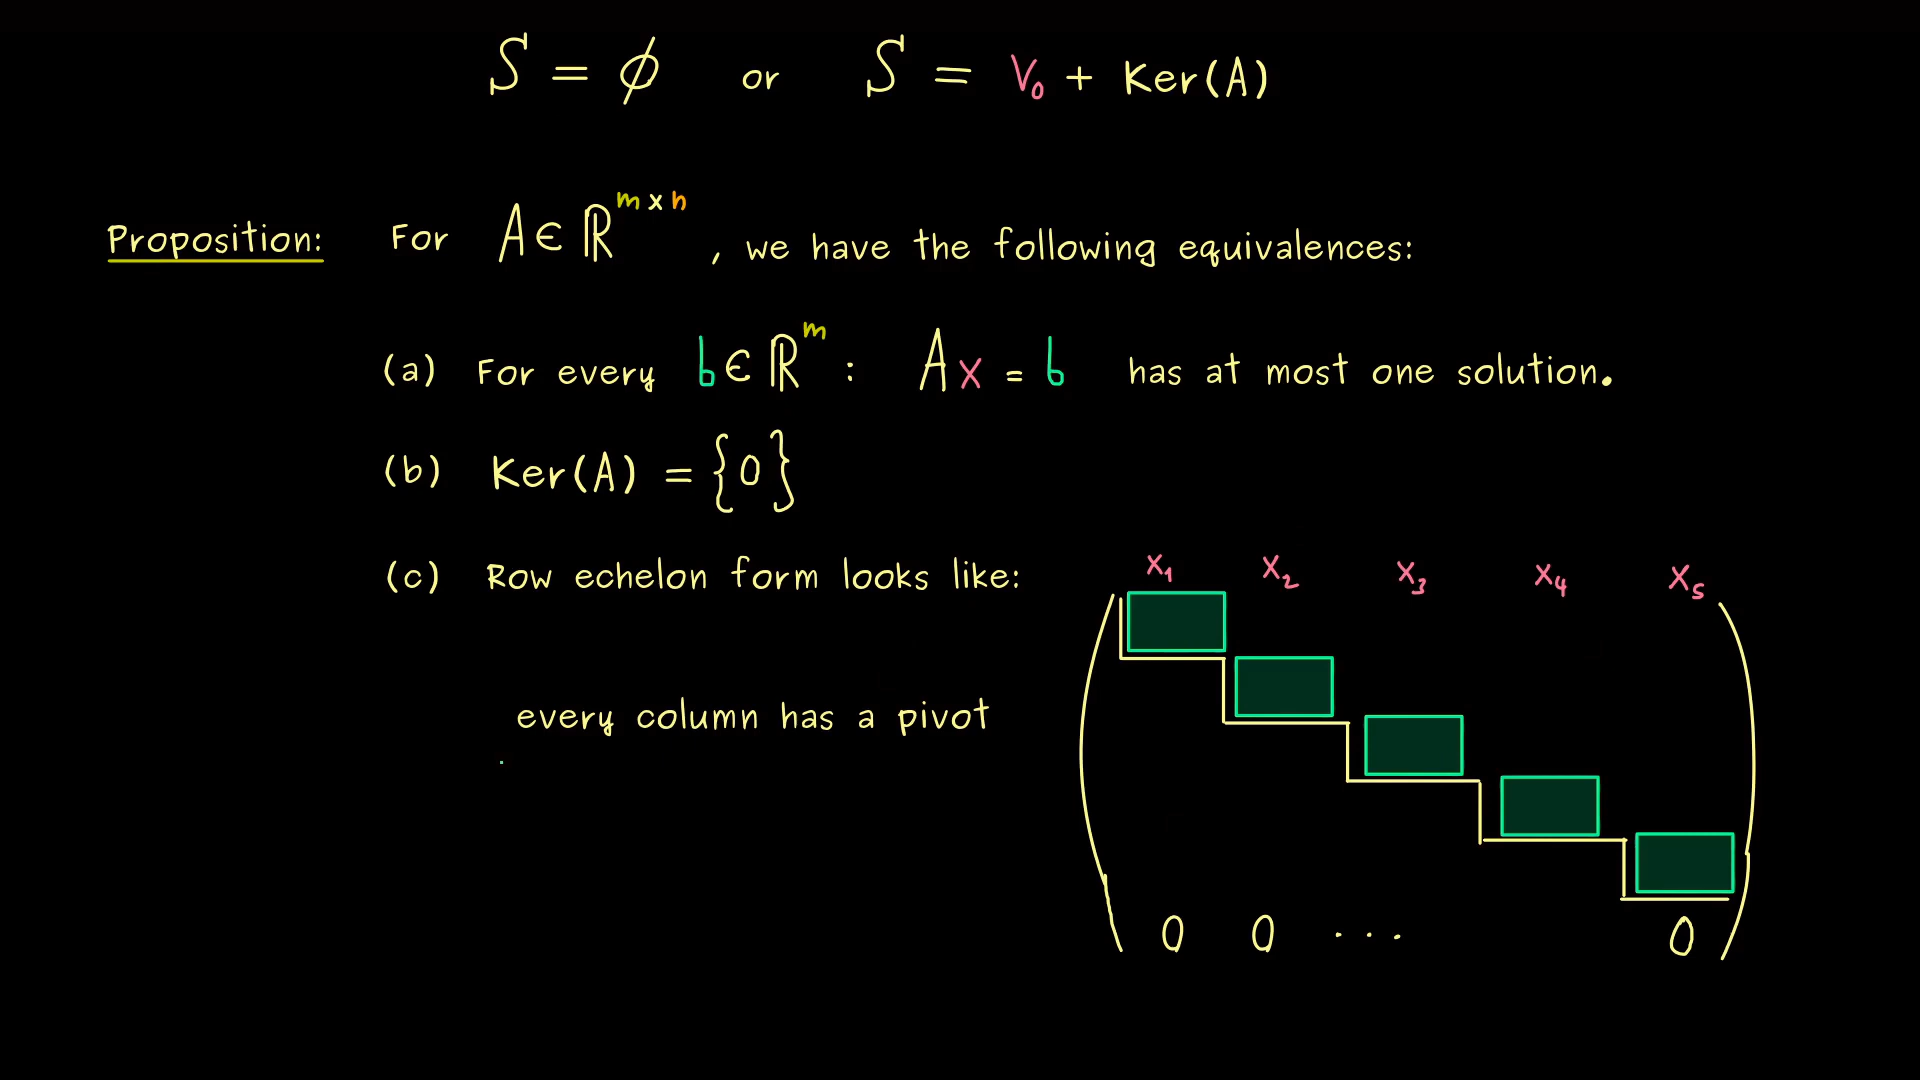 S = ∅ or S = v₀ + Ker(A)
Proposition: For A ∈ ℝ^{m×n}, we have the following equivalences:
(a) For every b ∈ ℝ^m : Ax = b has at most one solution.
(b) Ker(A) = {0}
(c) Row echelon form looks like:
x₁ x₂ x₃ x₄ x₅
every column has a pivot
0 0 ... 0